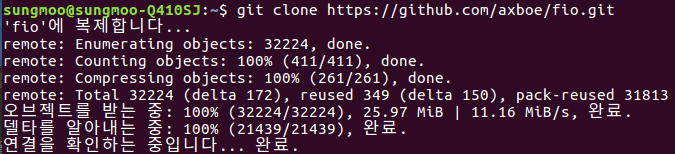 sungmoo@sungmoo-Q410SJ:~$ git clone https://github.com/axboe/fio.git
'fio'에 복제합니다...
remote: Enumerating objects: 32224, done.
remote: Counting objects: 100% (411/411), done.
remote: Compressing objects: 100% (261/261), done.
remote: Total 32224 (delta 172), reused 349 (delta 150), pack-reused 31813
오브젝트를 받는 중: 100% (32224/32224), 25.97 MiB | 11.16 MiB/s, 완료.
델타를 알아내는 중: 100% (21439/21439), 완료.
연결을 확인하는 중입니다... 완료.